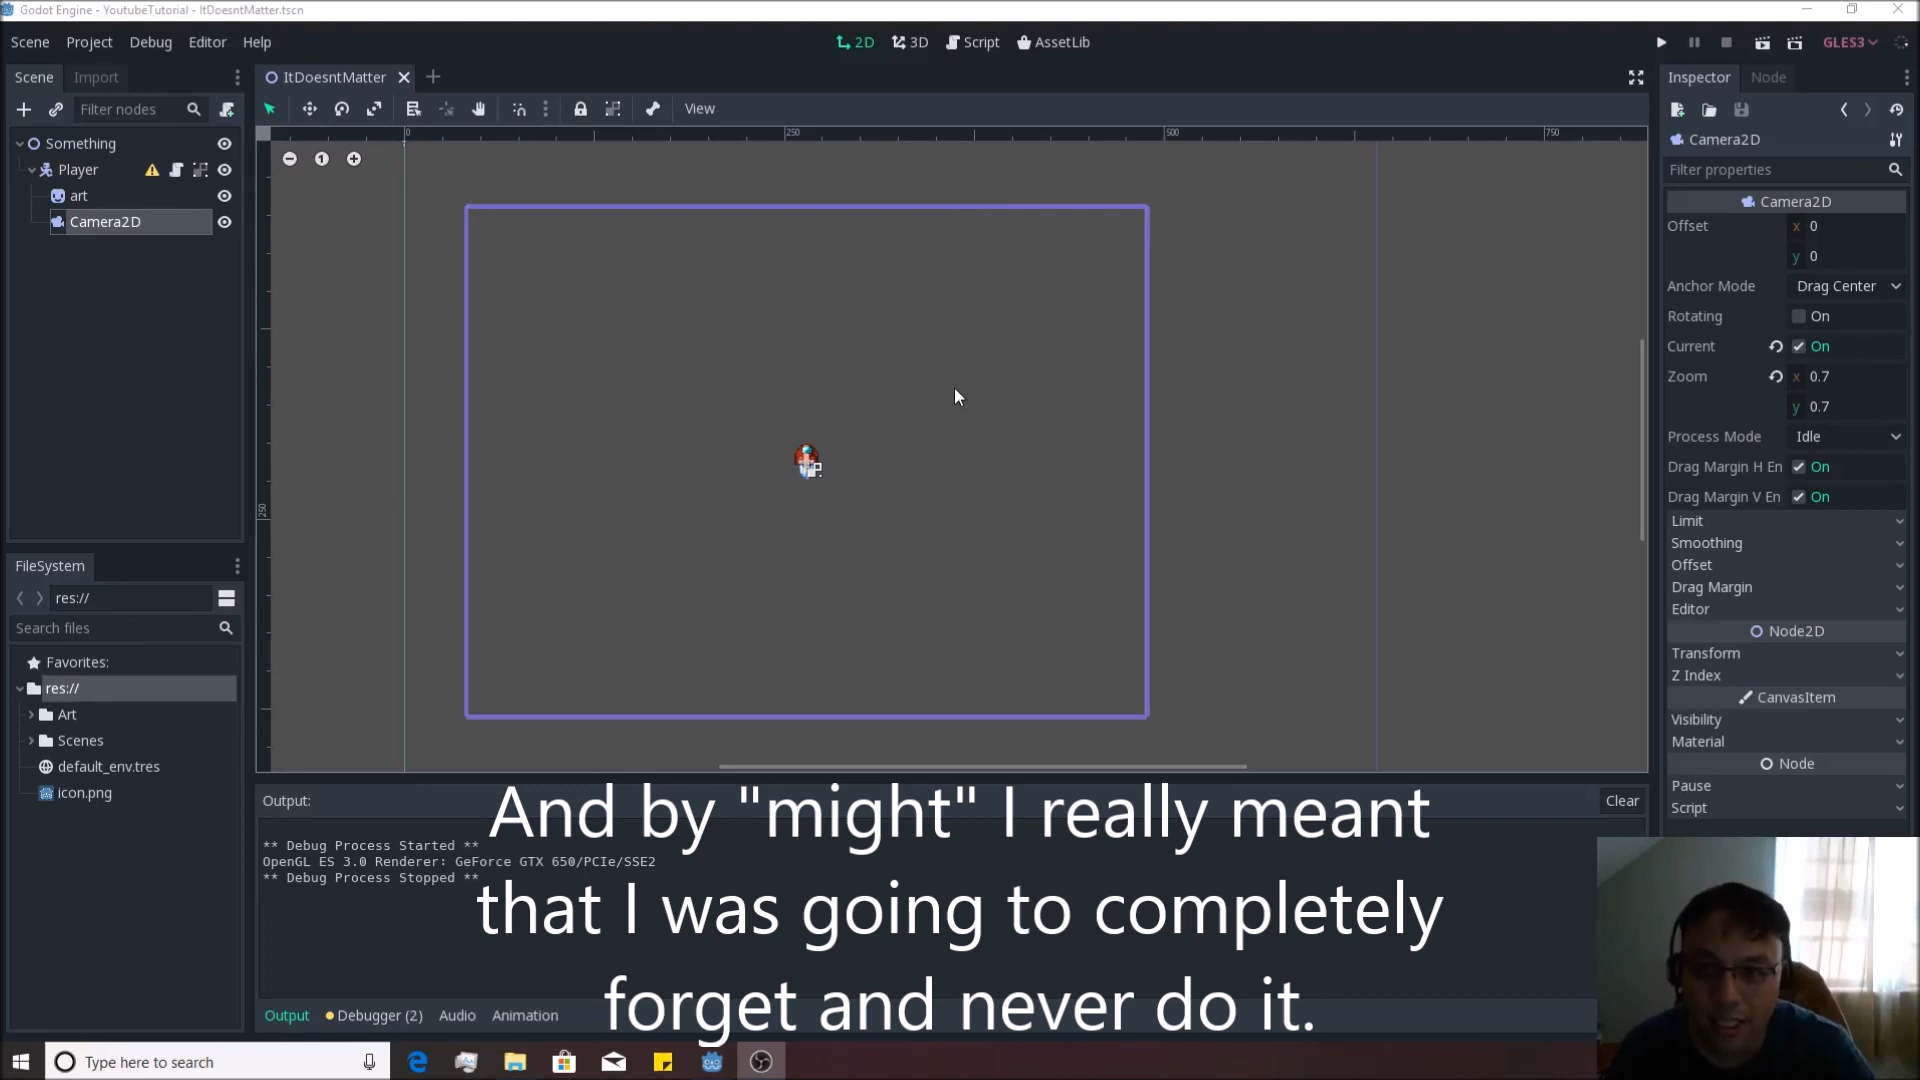 Godot Engine - YoutubeTutorial - ItDoesntMatter.tscn
Scene Project Debug Editor Help
2D 3D Script AssetLib
GLES3
Scene Import
ItDoesntMatter
Inspector Node
Filter nodes
View
Camera2D
Something
Player
art
Camera2D
0 250 500 750
250
Filter properties
Camera2D
Offset x 0
y 0
Anchor Mode Drag Center
Rotating On
Current On
Zoom x 0.7
y 0.7
Process Mode Idle
Drag Margin H En On
Drag Margin V En On
Limit
Smoothing
Offset
Drag Margin
Editor
Node2D
Transform
Z Index
CanvasItem
Visibility
Material
Node
Pause
Script
FileSystem
res://
Search files
Favorites:
res://
Art
Scenes
default_env.tres
icon.png
Output:
Clear
** Debug Process Started **
OpenGL ES 3.0 Renderer: GeForce GTX 650/PCIe/SSE2
** Debug Process Stopped **
And by "might" I really meant
that I was going to completely
forget and never do it.
Output Debugger (2) Audio Animation
Type here to search